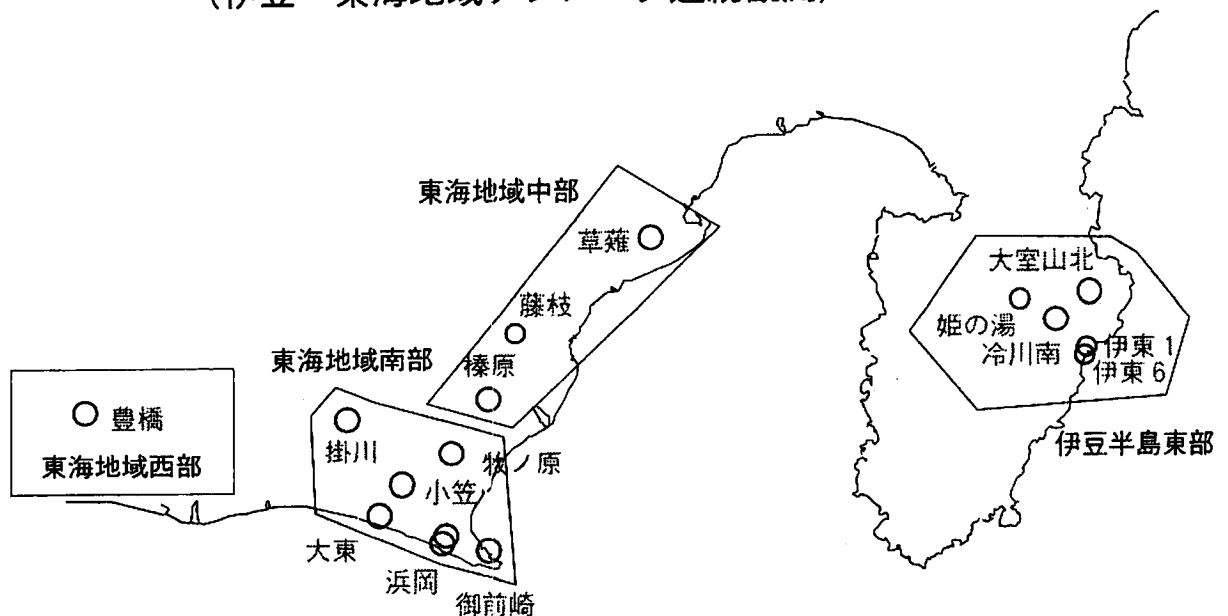 東海地域中部
草薙
藤枝
榛原
東海地域南部
掛川
牧ノ原
小笠
大東
浜岡
御前崎
豊橋
東海地域西部
大室山北
姫の湯
冷川南
伊東1
伊東6
伊豆半島東部